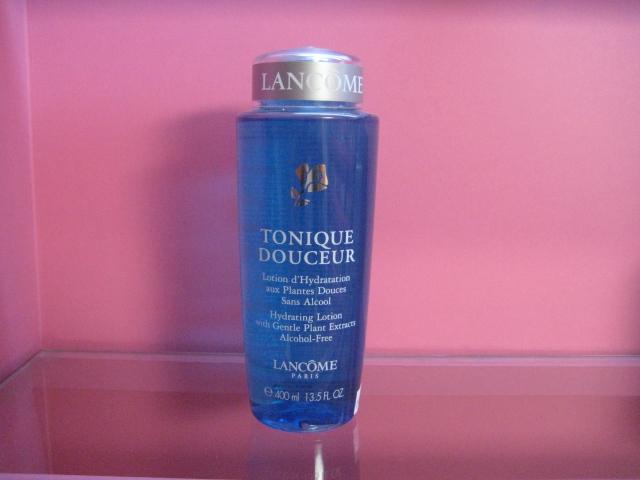 LANCÔME
TONIQUE
DOUCEUR
Lotion d'Hydratation
aux Plantes Douces
Sans Alcool
Hydrating Lotion
with Gentle Plant Extracts
Alcohol-Free
LANCÔME
PARIS
℮ 400 ml 13.5 FL OZ